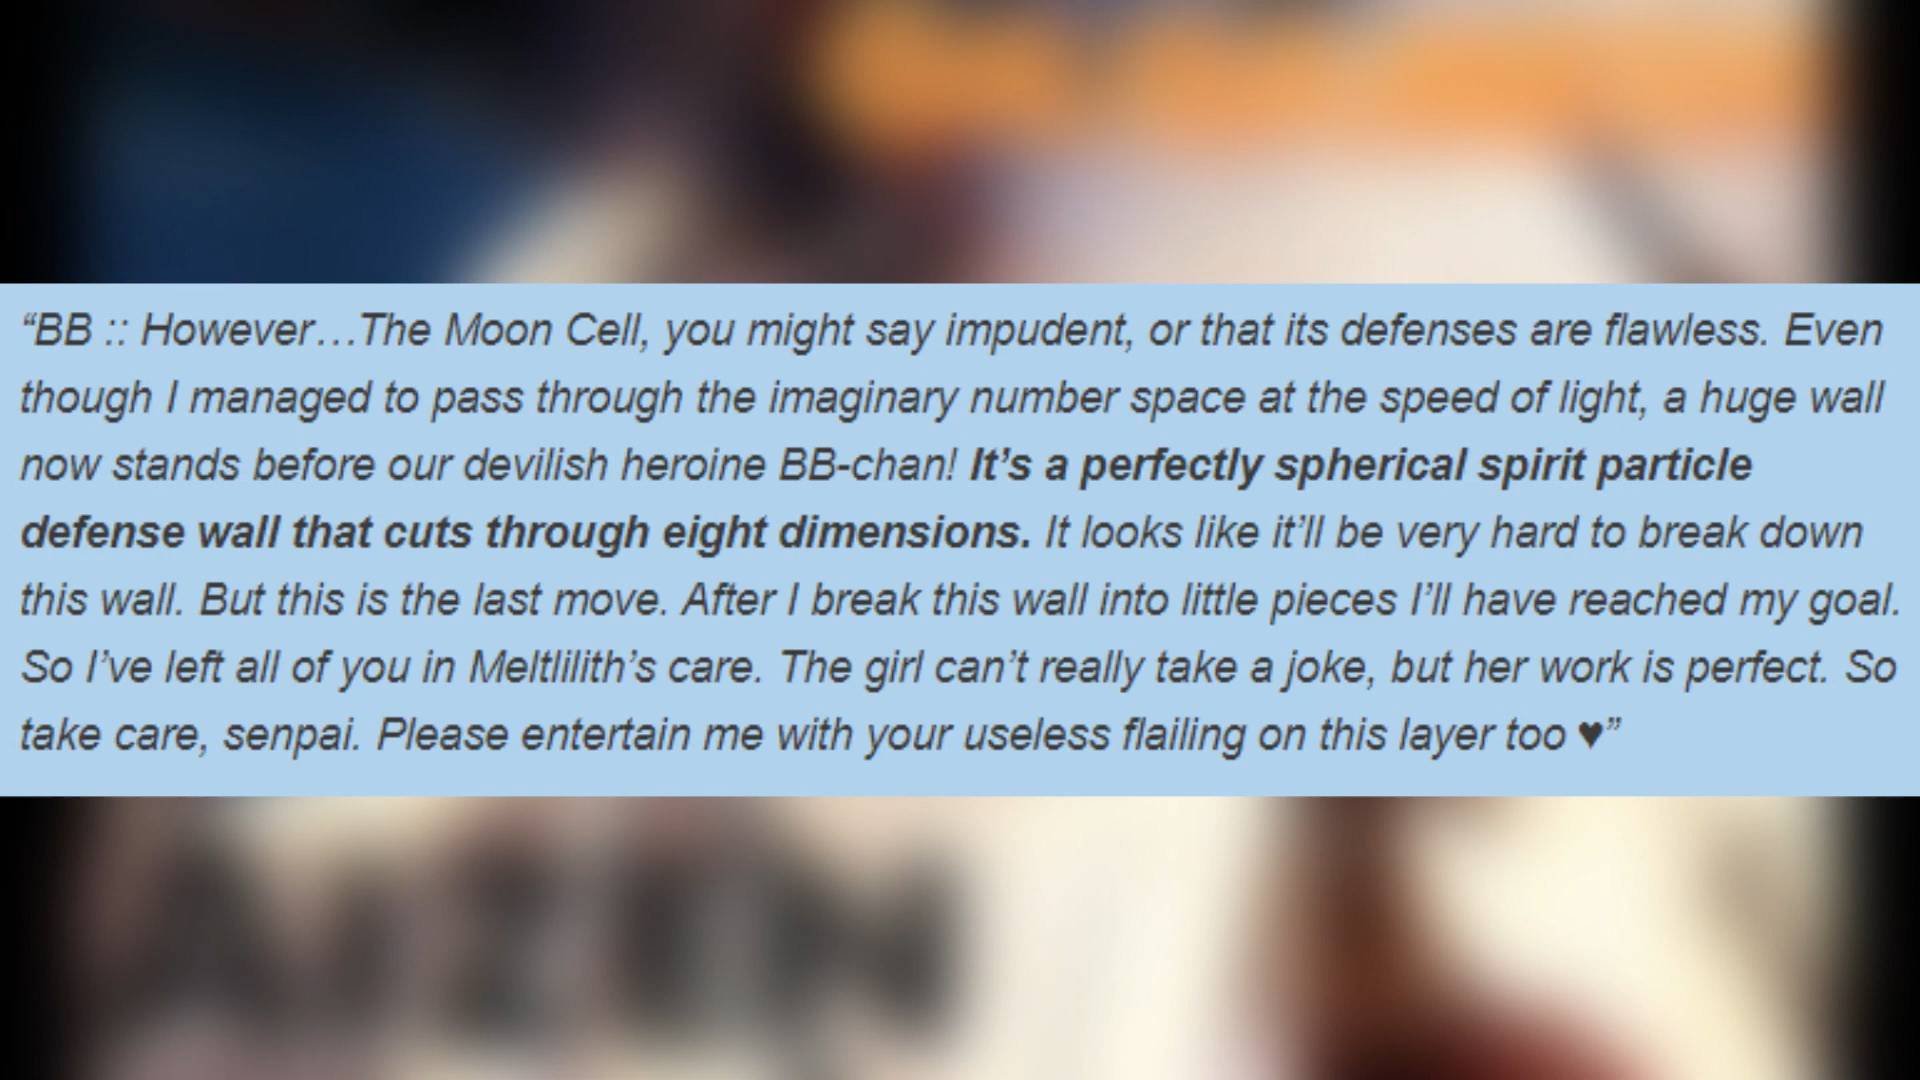 “BB :: However…The Moon Cell, you might say impudent, or that its defenses are flawless. Even
though I managed to pass through the imaginary number space at the speed of light, a huge wall
now stands before our devilish heroine BB-chan! It’s a perfectly spherical spirit particle
defense wall that cuts through eight dimensions. It looks like it’ll be very hard to break down
this wall. But this is the last move. After I break this wall into little pieces I’ll have reached my goal.
So I’ve left all of you in Meltlilith’s care. The girl can’t really take a joke, but her work is perfect. So
take care, senpai. Please entertain me with your useless flailing on this layer too ♥”